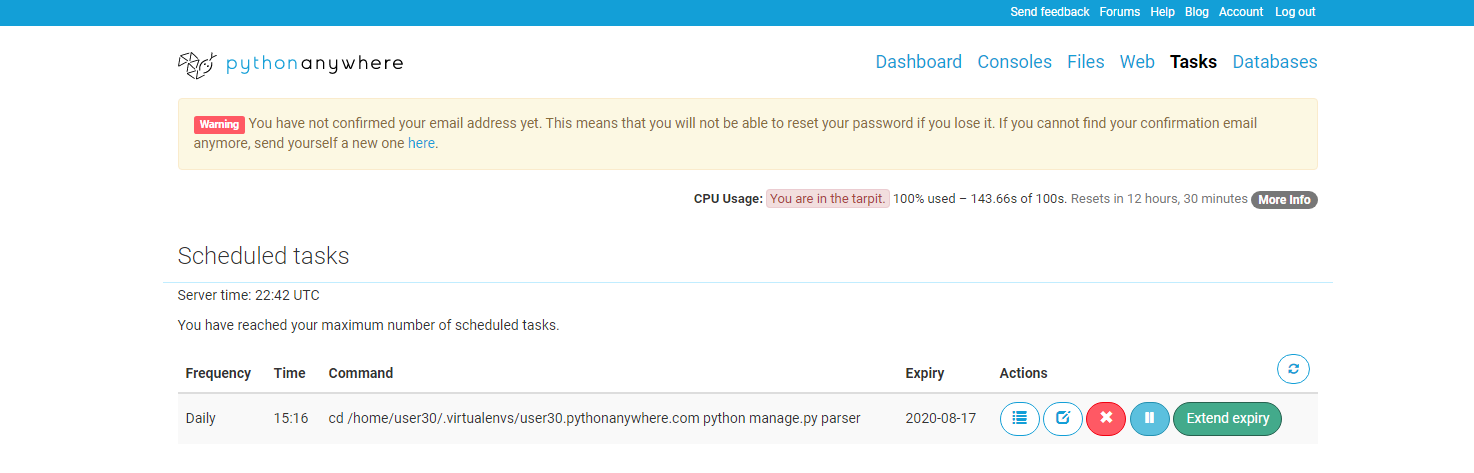 Send feedback Forums Help Blog Account Log out
pythonanywhere
Dashboard Consoles Files Web Tasks Databases
Warning You have not confirmed your email address yet. This means that you will not be able to reset your password if you lose it. If you cannot find your confirmation email
anymore, send yourself a new one here.
CPU Usage: You are in the tarpit. 100% used – 143.66s of 100s. Resets in 12 hours, 30 minutes More Info
Scheduled tasks
Server time: 22:42 UTC
You have reached your maximum number of scheduled tasks.
Frequency Time Command Expiry Actions
Daily 15:16 cd /home/user30/.virtualenvs/user30.pythonanywhere.com python manage.py parser 2020-08-17 Extend expiry